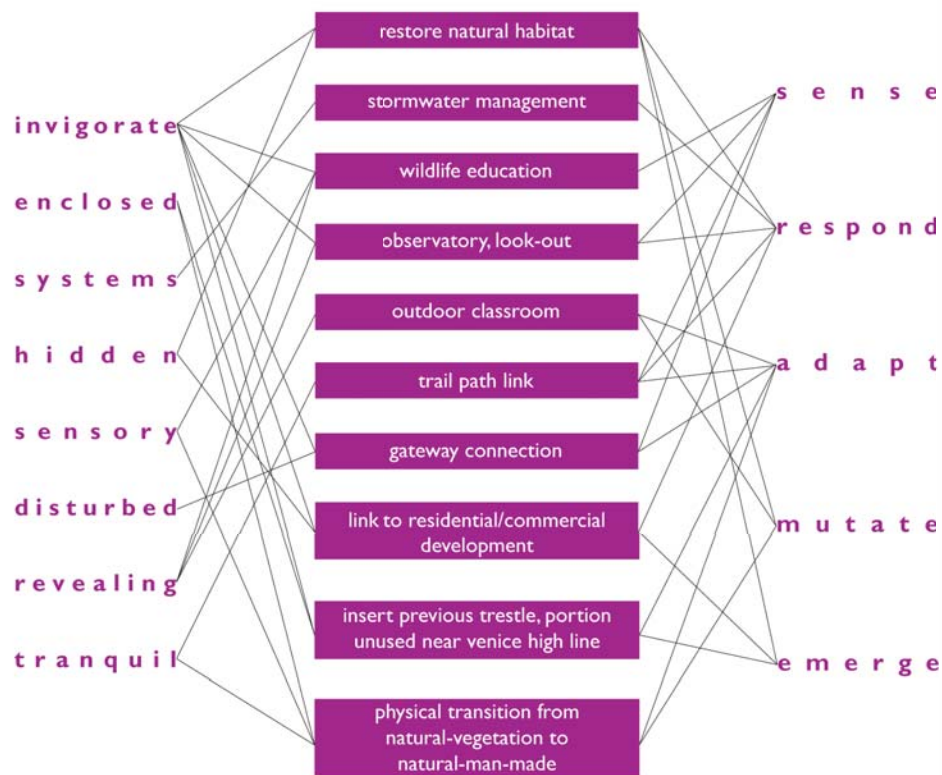 invigorate
enclosed
systems
hidden
sensory
disturbed
revealing
tranquil
restore natural habitat
stormwater management
wildlife education
observatory, look-out
outdoor classroom
trail path link
gateway connection
link to residential/commercial
development
insert previous trestle, portion
unused near venice high line
physical transition from
natural-vegetation to
natural-man-made
sense
respond
adapt
mutate
emerge